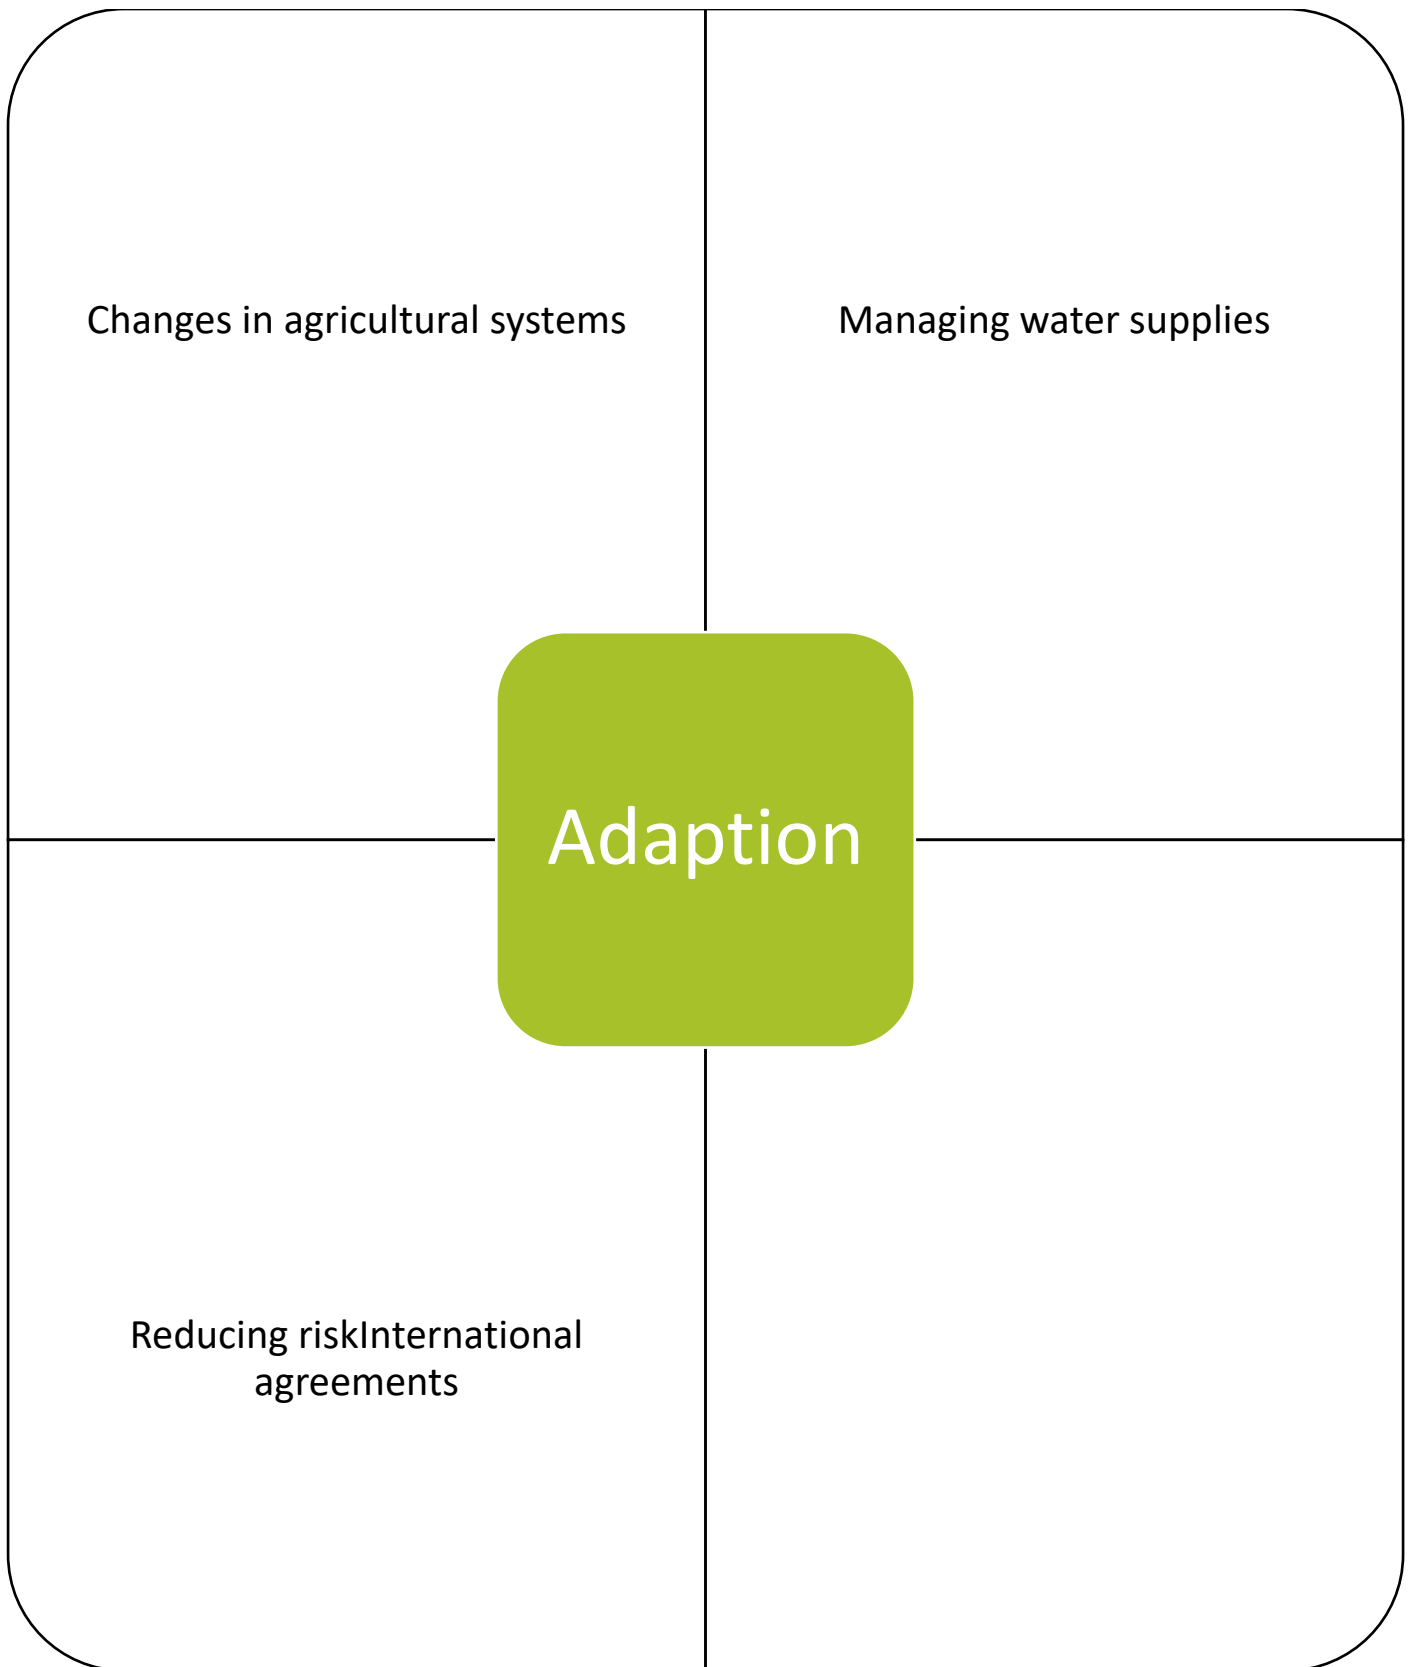 Changes in agricultural systems
Managing water supplies
Adaption
Reducing riskInternational
agreements